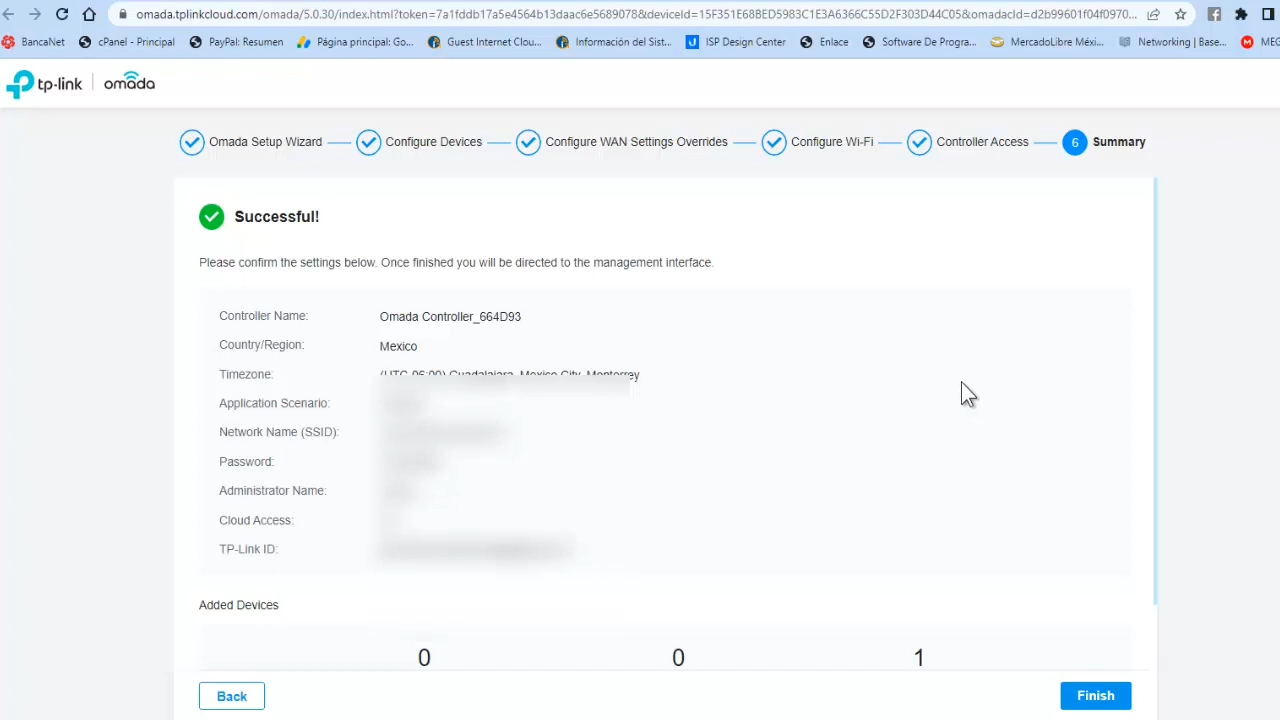 omada.tplinkcloud.com/omada/5.0.30/index.html?token=7a1fddb17a5e4564b13daac6e5689078&deviceId=15F351E68BED5983C1E3A6366C55D2F303D44C05&omadacId=d2b99601f04f0970...
BancaNet cPanel - Principal PayPal: Resumen Página principal: Go... Guest Internet Clou... Información del Sist... ISP Design Center Enlace Software De Progra... MercadoLibre Méxi... Networking | Base... MEG
tp-link | omada
Omada Setup Wizard Configure Devices Configure WAN Settings Overrides Configure Wi-Fi Controller Access 6 Summary
Successful!
Please confirm the settings below. Once finished you will be directed to the management interface.
Controller Name: Omada Controller_664D93
Country/Region: Mexico
Timezone: (UTC-06:00) Guadalajara, Mexico City, Monterrey
Application Scenario:
Network Name (SSID):
Password:
Administrator Name:
Cloud Access:
TP-Link ID:
Added Devices
0 0 1
Back Finish